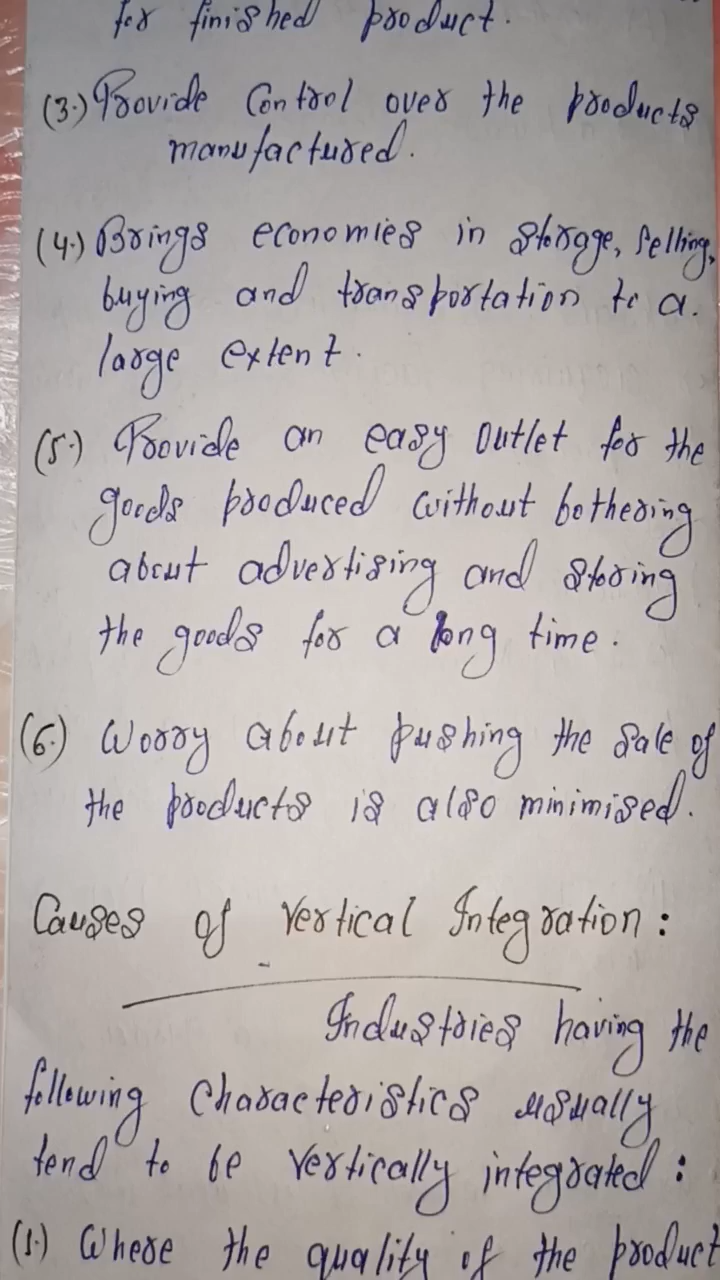 for finished product.
(3.) Provide Control over the products
manufactured.
(4.) Brings economies in storage, selling,
buying and transportation to a
large extent.
(5.) Provide an easy outlet for the
goods produced without bothering
about advertising and storing
the goods for a long time.
(6.) Worry about pushing the sale of
the products is also minimised.
Causes of Vertical Integration :
Industries having the
following Characteristics usually
tend to be vertically integrated :
(1.) Where the quality of the product